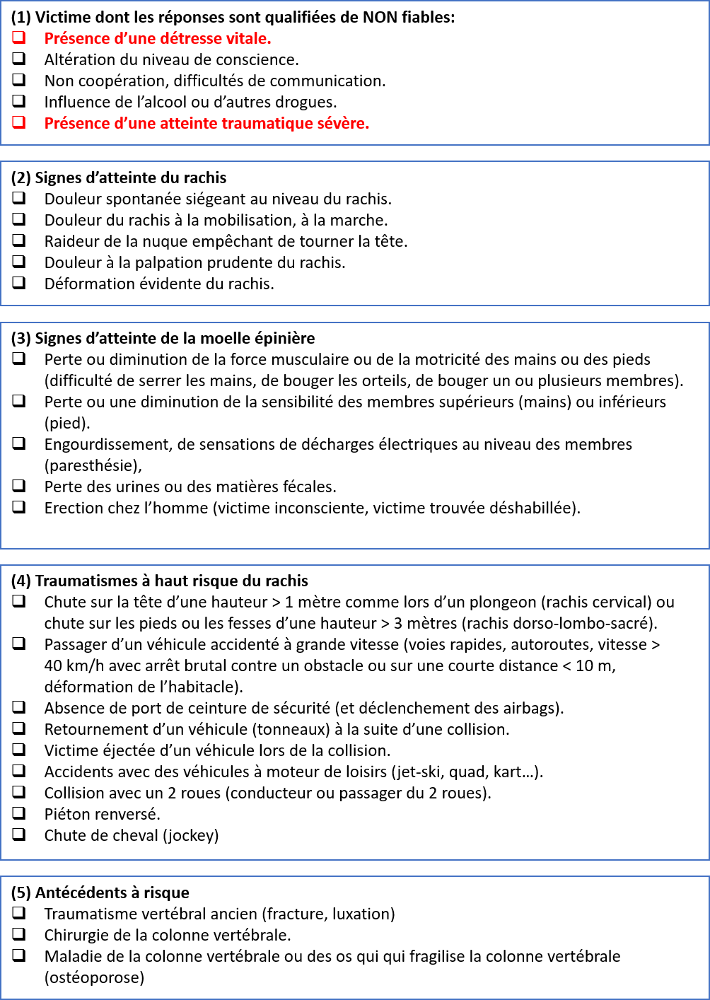 (1) Victime dont les réponses sont qualifiées de NON fiables:
❑ Présence d’une détresse vitale.
❑ Altération du niveau de conscience.
❑ Non coopération, difficultés de communication.
❑ Influence de l’alcool ou d’autres drogues.
❑ Présence d’une atteinte traumatique sévère.
(2) Signes d’atteinte du rachis
❑ Douleur spontanée siégeant au niveau du rachis.
❑ Douleur du rachis à la mobilisation, à la marche.
❑ Raideur de la nuque empêchant de tourner la tête.
❑ Douleur à la palpation prudente du rachis.
❑ Déformation évidente du rachis.
(3) Signes d’atteinte de la moelle épinière
❑ Perte ou diminution de la force musculaire ou de la motricité des mains ou des pieds
(difficulté de serrer les mains, de bouger les orteils, de bouger un ou plusieurs membres).
❑ Perte ou une diminution de la sensibilité des membres supérieurs (mains) ou inférieurs
(pied).
❑ Engourdissement, de sensations de décharges électriques au niveau des membres
(paresthésie),
❑ Perte des urines ou des matières fécales.
❑ Erection chez l’homme (victime inconsciente, victime trouvée déshabillée).
(4) Traumatismes à haut risque du rachis
❑ Chute sur la tête d’une hauteur > 1 mètre comme lors d’un plongeon (rachis cervical) ou
chute sur les pieds ou les fesses d’une hauteur > 3 mètres (rachis dorso-lombo-sacré).
❑ Passager d’un véhicule accidenté à grande vitesse (voies rapides, autoroutes, vitesse >
40 km/h avec arrêt brutal contre un obstacle ou sur une courte distance < 10 m,
déformation de l’habitacle).
❑ Absence de port de ceinture de sécurité (et déclenchement des airbags).
❑ Retournement d’un véhicule (tonneaux) à la suite d’une collision.
❑ Victime éjectée d’un véhicule lors de la collision.
❑ Accidents avec des véhicules à moteur de loisirs (jet-ski, quad, kart…).
❑ Collision avec un 2 roues (conducteur ou passager du 2 roues).
❑ Piéton renversé.
❑ Chute de cheval (jockey)
(5) Antécédents à risque
❑ Traumatisme vertébral ancien (fracture, luxation)
❑ Chirurgie de la colonne vertébrale.
❑ Maladie de la colonne vertébrale ou des os qui qui fragilise la colonne vertébrale
(ostéoporose)